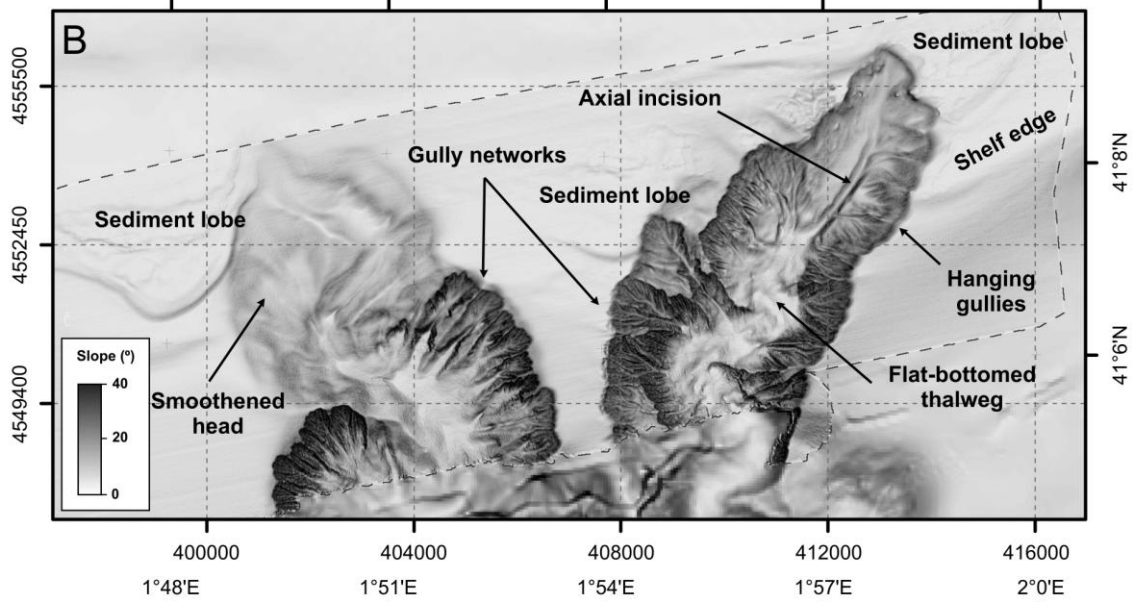 B
Sediment lobe
Axial incision
Shelf edge
Gully networks
Sediment lobe
Sediment lobe
Hanging
gullies
Flat-bottomed
thalweg
Smoothened
head
Slope (º)
40
20
0
4555500
4552450
4549400
41°8'N
41°6'N
400000
404000
408000
412000
416000
1°48'E
1°51'E
1°54'E
1°57'E
2°0'E